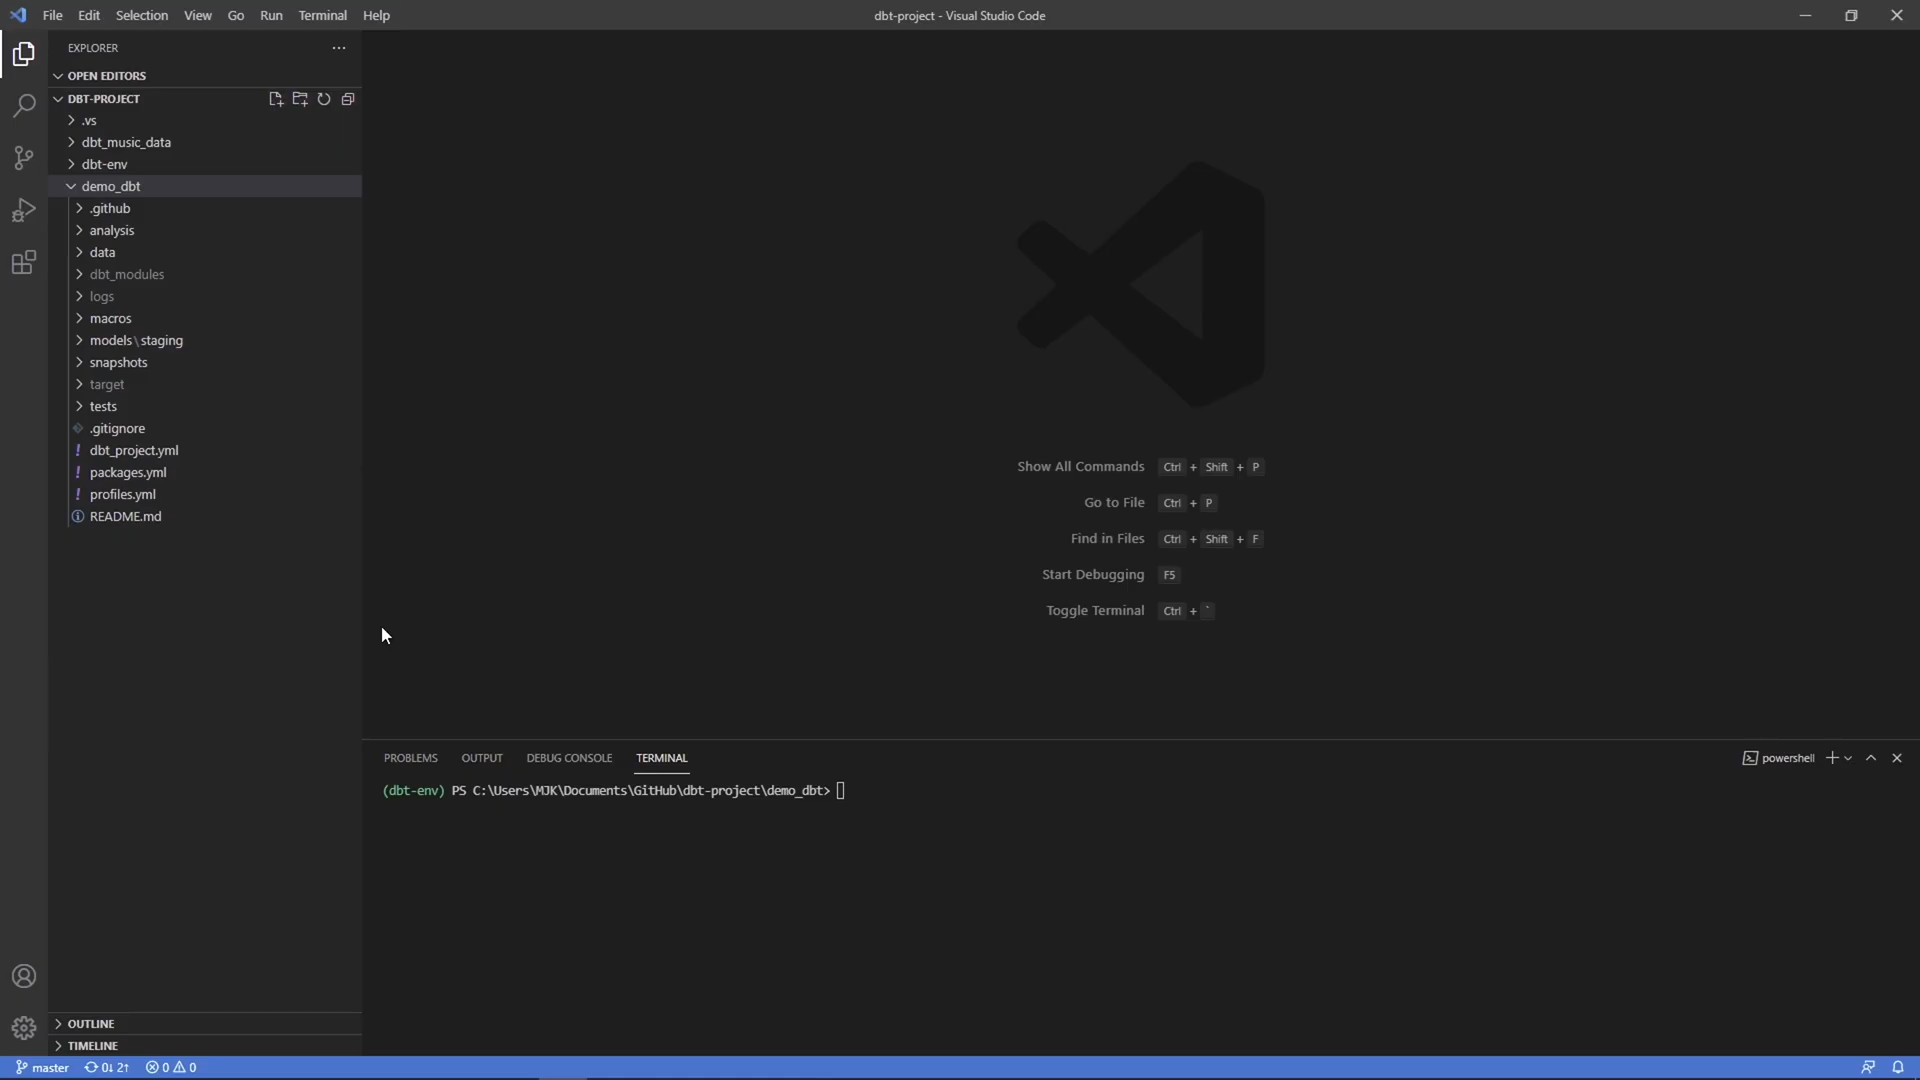 File Edit Selection View Go Run Terminal Help
dbt-project - Visual Studio Code
EXPLORER
OPEN EDITORS
DBT-PROJECT
.vs
dbt_music_data
dbt-env
demo_dbt
.github
analysis
data
dbt_modules
logs
macros
models\staging
snapshots
target
tests
.gitignore
! dbt_project.yml
! packages.yml
! profiles.yml
README.md
OUTLINE
TIMELINE
Show All Commands Ctrl + Shift + P
Go to File Ctrl + P
Find in Files Ctrl + Shift + F
Start Debugging F5
Toggle Terminal Ctrl + `
PROBLEMS OUTPUT DEBUG CONSOLE TERMINAL
powershell
(dbt-env) PS C:\Users\MJK\Documents\GitHub\dbt-project\demo_dbt>
master 0↓ 2↑ 0 0